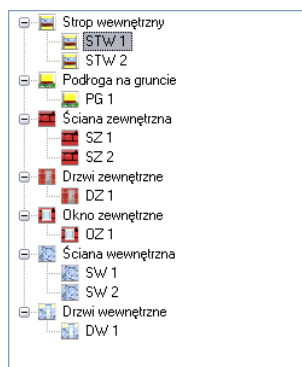 Strop wewnętrzny
STW 1
STW 2
Podłoga na gruncie
PG 1
Ściana zewnętrzna
SZ 1
SZ 2
Drzwi zewnętrzne
DZ 1
Okno zewnętrzne
OZ 1
Ściana wewnętrzna
SW 1
SW 2
Drzwi wewnętrzne
DW 1